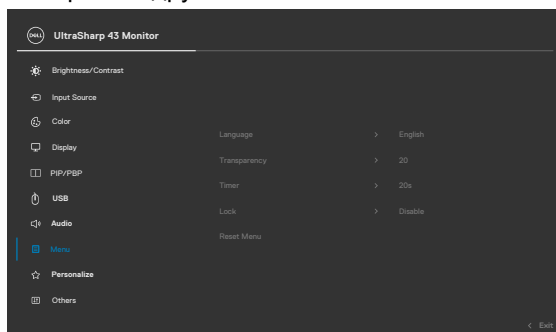 DELL UltraSharp 43 Monitor
Brightness/Contrast
Input Source
Color
Language > English
Display
Transparency > 20
PIP/PBP
Timer > 20s
USB
Lock > Disable
Audio
Reset Menu
Menu
Personalize
Others
< Exit